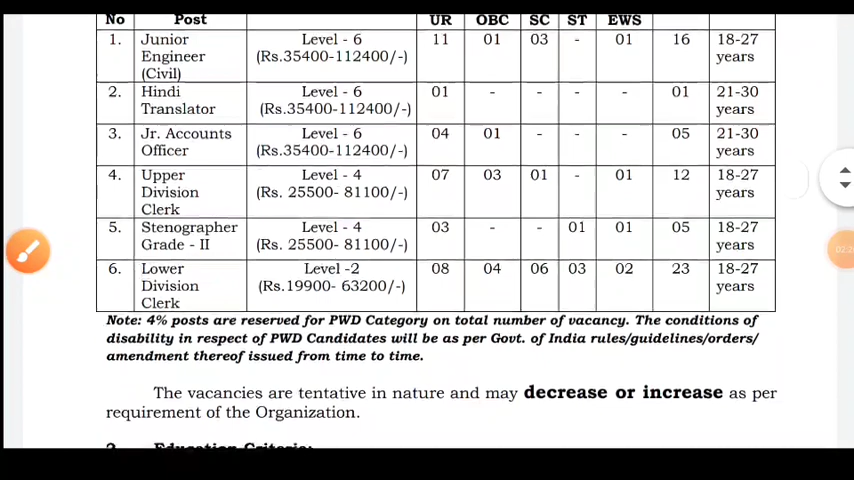 No Post UR OBC SC ST EWS
1. Junior Engineer (Civil) Level - 6 (Rs.35400-112400/-) 11 01 03 - 01 16 18-27 years
2. Hindi Translator Level - 6 (Rs.35400-112400/-) 01 - - - - 01 21-30 years
3. Jr. Accounts Officer Level - 6 (Rs.35400-112400/-) 04 01 - - - 05 21-30 years
4. Upper Division Clerk Level - 4 (Rs. 25500- 81100/-) 07 03 01 - 01 12 18-27 years
5. Stenographer Grade - II Level - 4 (Rs. 25500- 81100/-) 03 - - 01 01 05 18-27 years
6. Lower Division Clerk Level -2 (Rs.19900- 63200/-) 08 04 06 03 02 23 18-27 years
Note: 4% posts are reserved for PWD Category on total number of vacancy. The conditions of
disability in respect of PWD Candidates will be as per Govt. of India rules/guidelines/orders/
amendment thereof issued from time to time.
The vacancies are tentative in nature and may decrease or increase as per
requirement of the Organization.
2. Education Criteria: